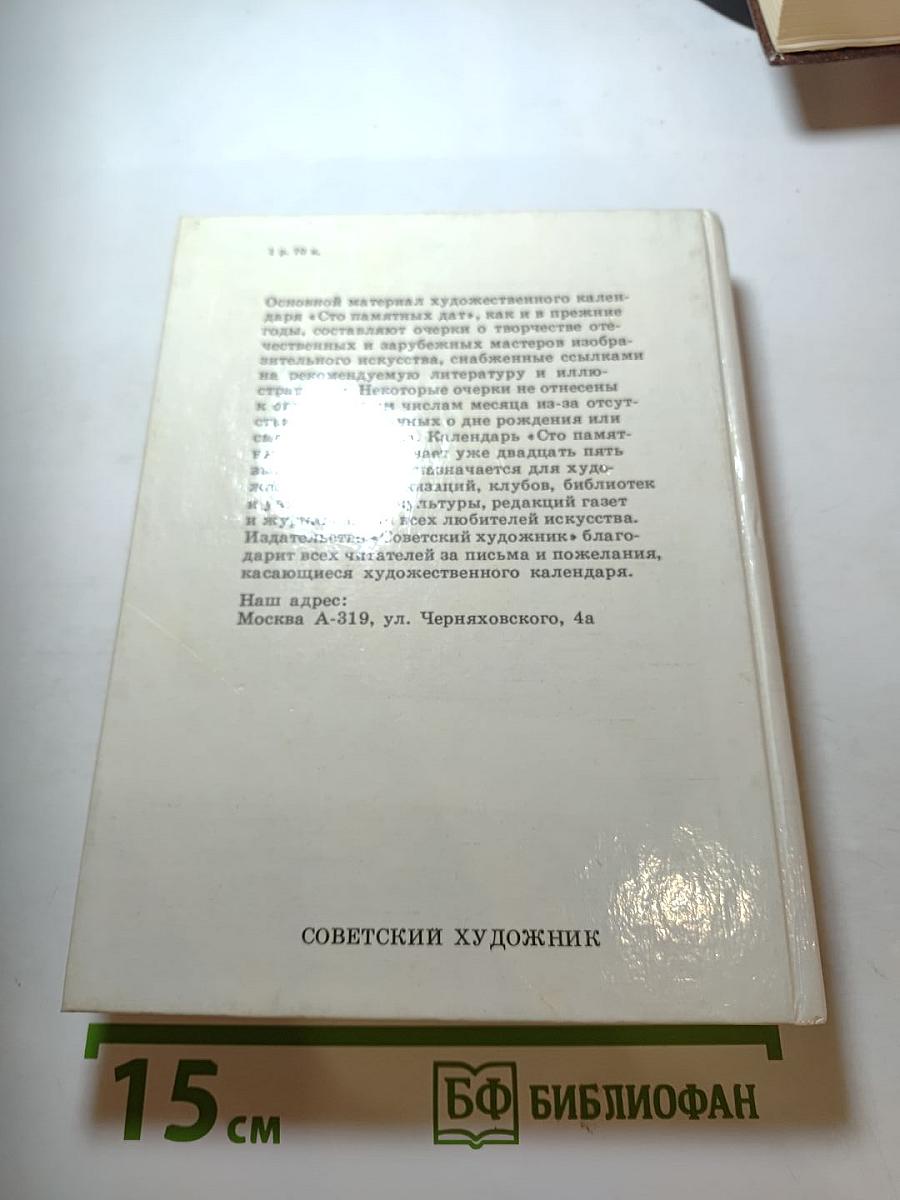 р. 70 к.
Основной материал художественного кален-
даря «Сто памятных дат», как и в прежние
годы, составляют очерки о творчестве оте-
чественных и зарубежных мастеров изобра-
зительного искусства, снабженные ссылками
на рекомендуемую литературу и иллю-
Некоторые очерки не отнесены
к числам месяца из-за отсут-
о дне рождения или
Календарь «Сто памят-
уже двадцать пять
для худо-
клубов, библиотек
редакций газет
и всех любителей искусства.
Издательство «Советский художник» благо-
дарит всех читателей за письма и пожелания,
касающиеся художественного календаря.
Наш адрес:
Москва А-319, ул. Черняховского, 4а
СОВЕТСКИЙ ХУДОЖНИК
15 см
БФ БИБЛИОФАН